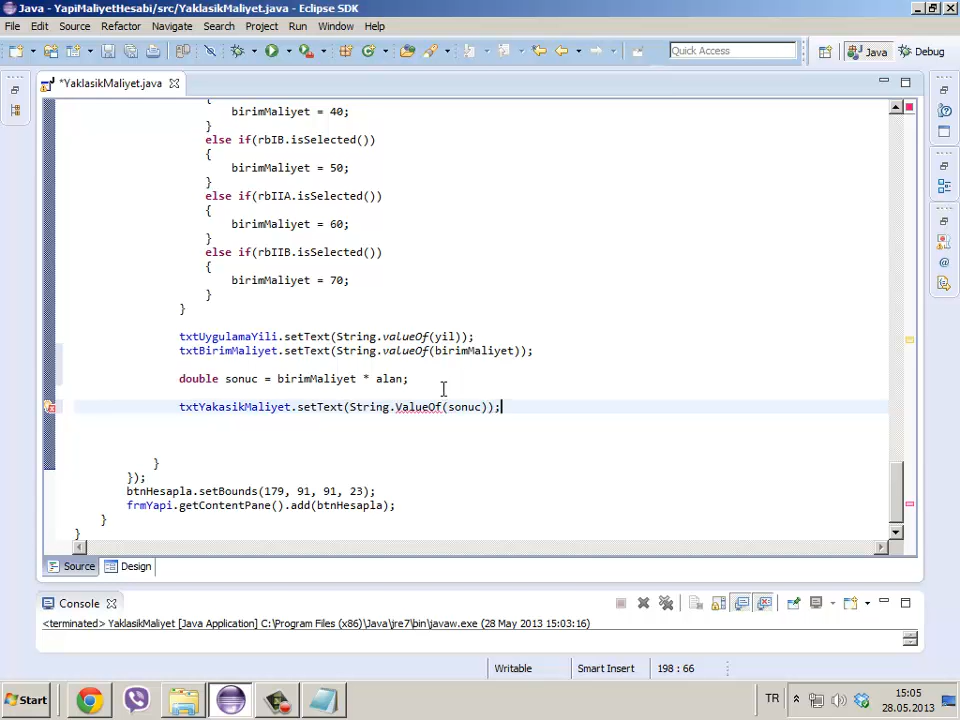 Java - YapiMaliyetHesabi/src/YaklasikMaliyet.java - Eclipse SDK
File Edit Source Refactor Navigate Search Project Run Window Help
Quick Access
Java
Debug
*YaklasikMaliyet.java
{
birimMaliyet = 40;
}
else if(rbIB.isSelected())
{
birimMaliyet = 50;
}
else if(rbIIA.isSelected())
{
birimMaliyet = 60;
}
else if(rbIIB.isSelected())
{
birimMaliyet = 70;
}
}
txtUygulamaYili.setText(String.valueOf(yil));
txtBirimMaliyet.setText(String.valueOf(birimMaliyet));
double sonuc = birimMaliyet * alan;
txtYakasikMaliyet.setText(String.ValueOf(sonuc));
}
});
btnHesapla.setBounds(179, 91, 91, 23);
frmYapi.getContentPane().add(btnHesapla);
}
}
Source Design
Console
<terminated> YaklasikMaliyet [Java Application] C:\Program Files (x86)\Java\jre7\bin\javaw.exe (28 May 2013 15:03:16)
Writable Smart Insert 198 : 66
Start
TR
15:05
28.05.2013